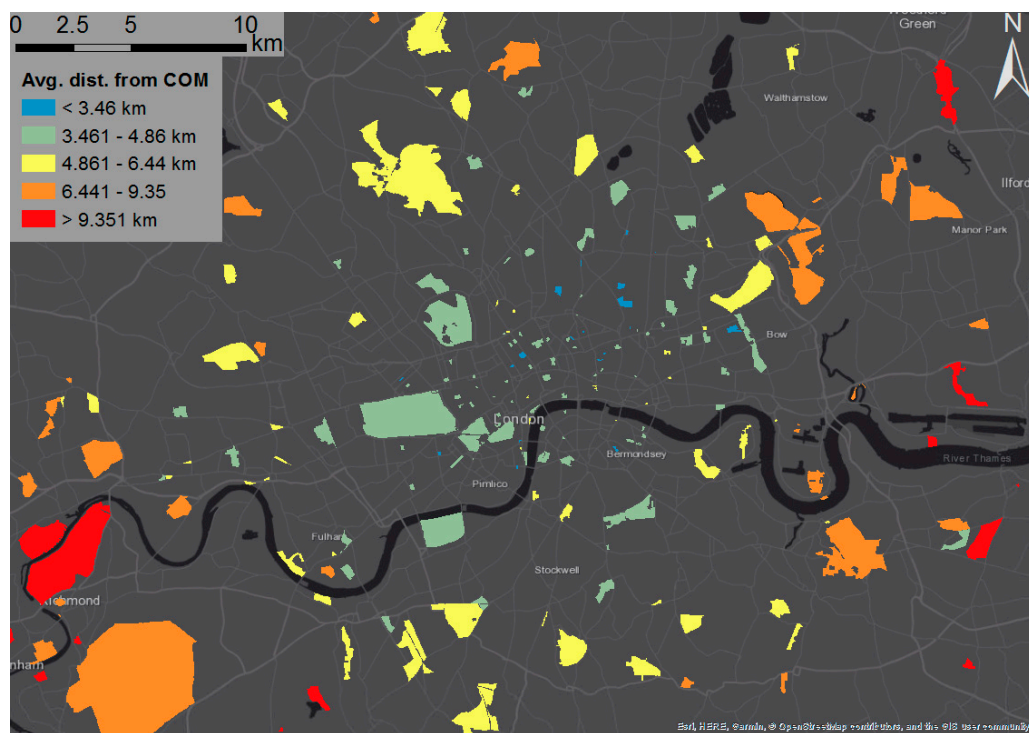 0 2.5 5 10
km
Avg. dist. from COM
< 3.46 km
3.461 - 4.86 km
4.861 - 6.44 km
6.441 - 9.35
> 9.351 km
Green
N
Walthamstow
Ilford
Manor Park
Bow
London
Bermondsey
River Thames
Pimlico
Fulham
Stockwell
Richmond
nham
Esri, HERE, Garmin, © OpenStreetMap contributors, and the GIS user community